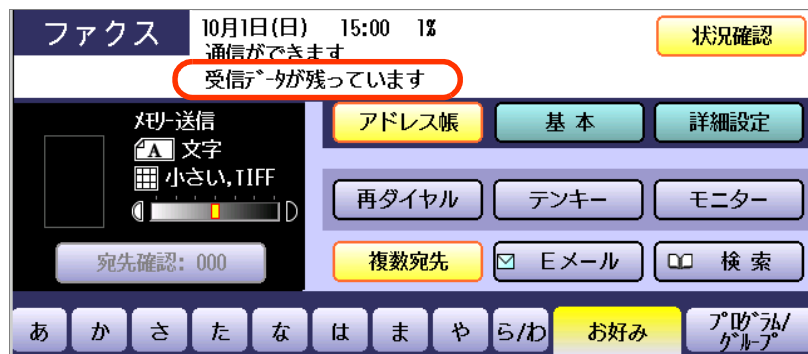 ファクス
10月1日(日) 15:00 1%
通信ができます
受信ﾃﾞｰﾀが残っています
状況確認
ﾒﾓﾘｰ送信
A 文字
小さい,TIFF
宛先確認: 000
アドレス帳
基 本
詳細設定
再ダイヤル
テンキー
モニター
複数宛先
Eメール
検 索
あ か さ た な は ま や ら/わ お好み ﾌﾟﾛｸﾞﾗﾑ/
ｸﾞﾙｰﾌﾟ